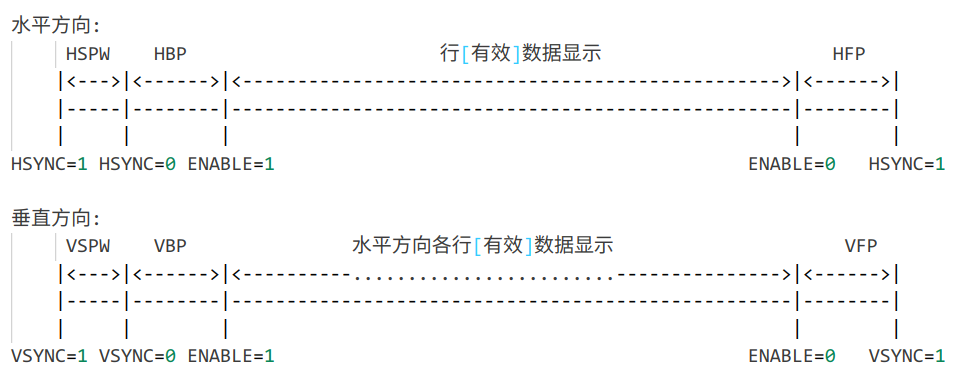 水平方向:
HSPW HBP 行[有效]数据显示 HFP
|<--->|<------>|<------------------------------------------------->|<------>|
|-----|--------|---------------------------------------------------|--------|
| | | | |
HSYNC=1 HSYNC=0 ENABLE=1 ENABLE=0 HSYNC=1
垂直方向:
VSPW VBP 水平方向各行[有效]数据显示 VFP
|<--->|<------>|<----------........................--------------->|<------>|
|-----|--------|---------------------------------------------------|--------|
| | | | |
VSYNC=1 VSYNC=0 ENABLE=1 ENABLE=0 VSYNC=1